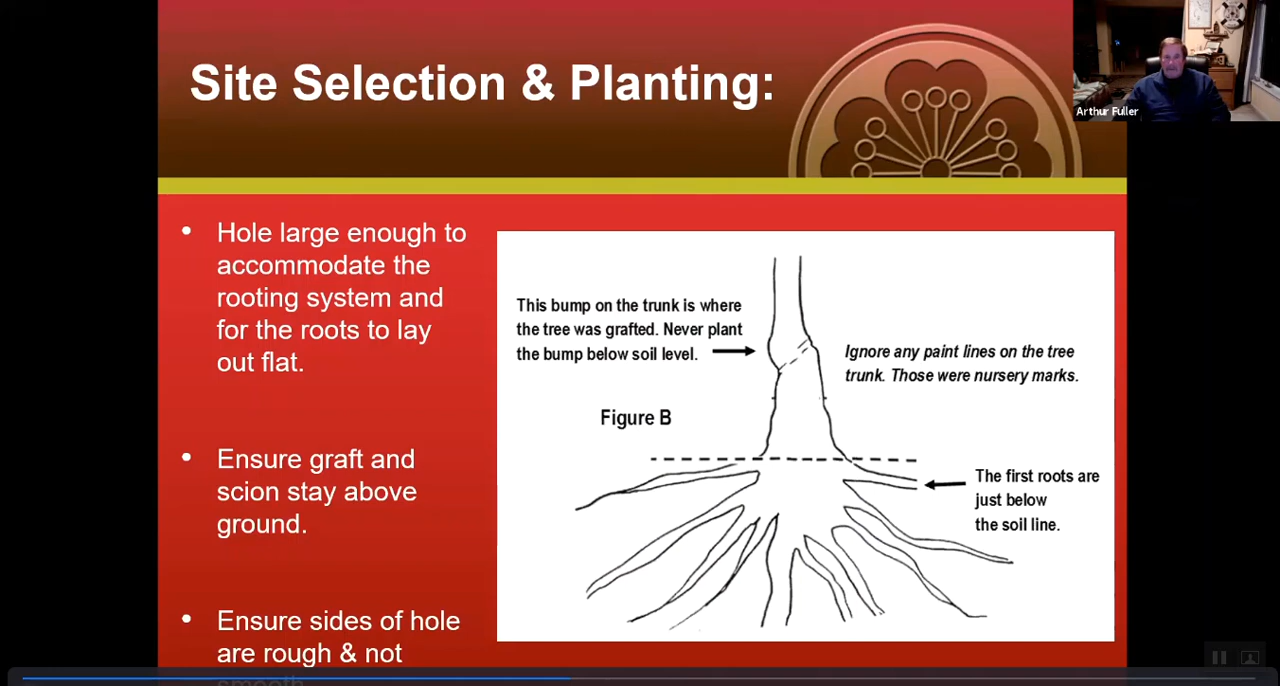 Site Selection & Planting:
Arthur Fuller
• Hole large enough to
accommodate the
rooting system and
for the roots to lay
out flat.
• Ensure graft and
scion stay above
ground.
• Ensure sides of hole
are rough & not
smooth
This bump on the trunk is where
the tree was grafted. Never plant
the bump below soil level.
Ignore any paint lines on the tree
trunk. Those were nursery marks.
Figure B
The first roots are
just below
the soil line.